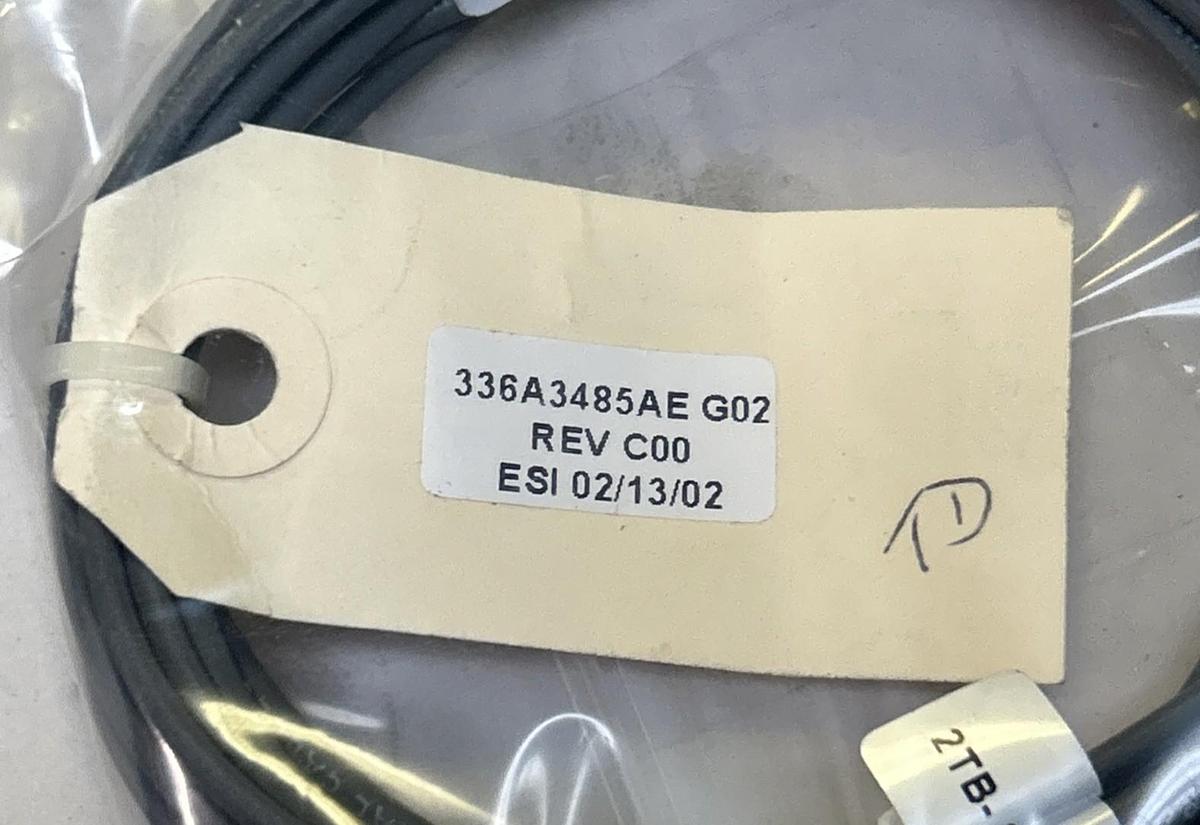 336A3485AE G02
REV C00
ESI 02/13/02
2TB-